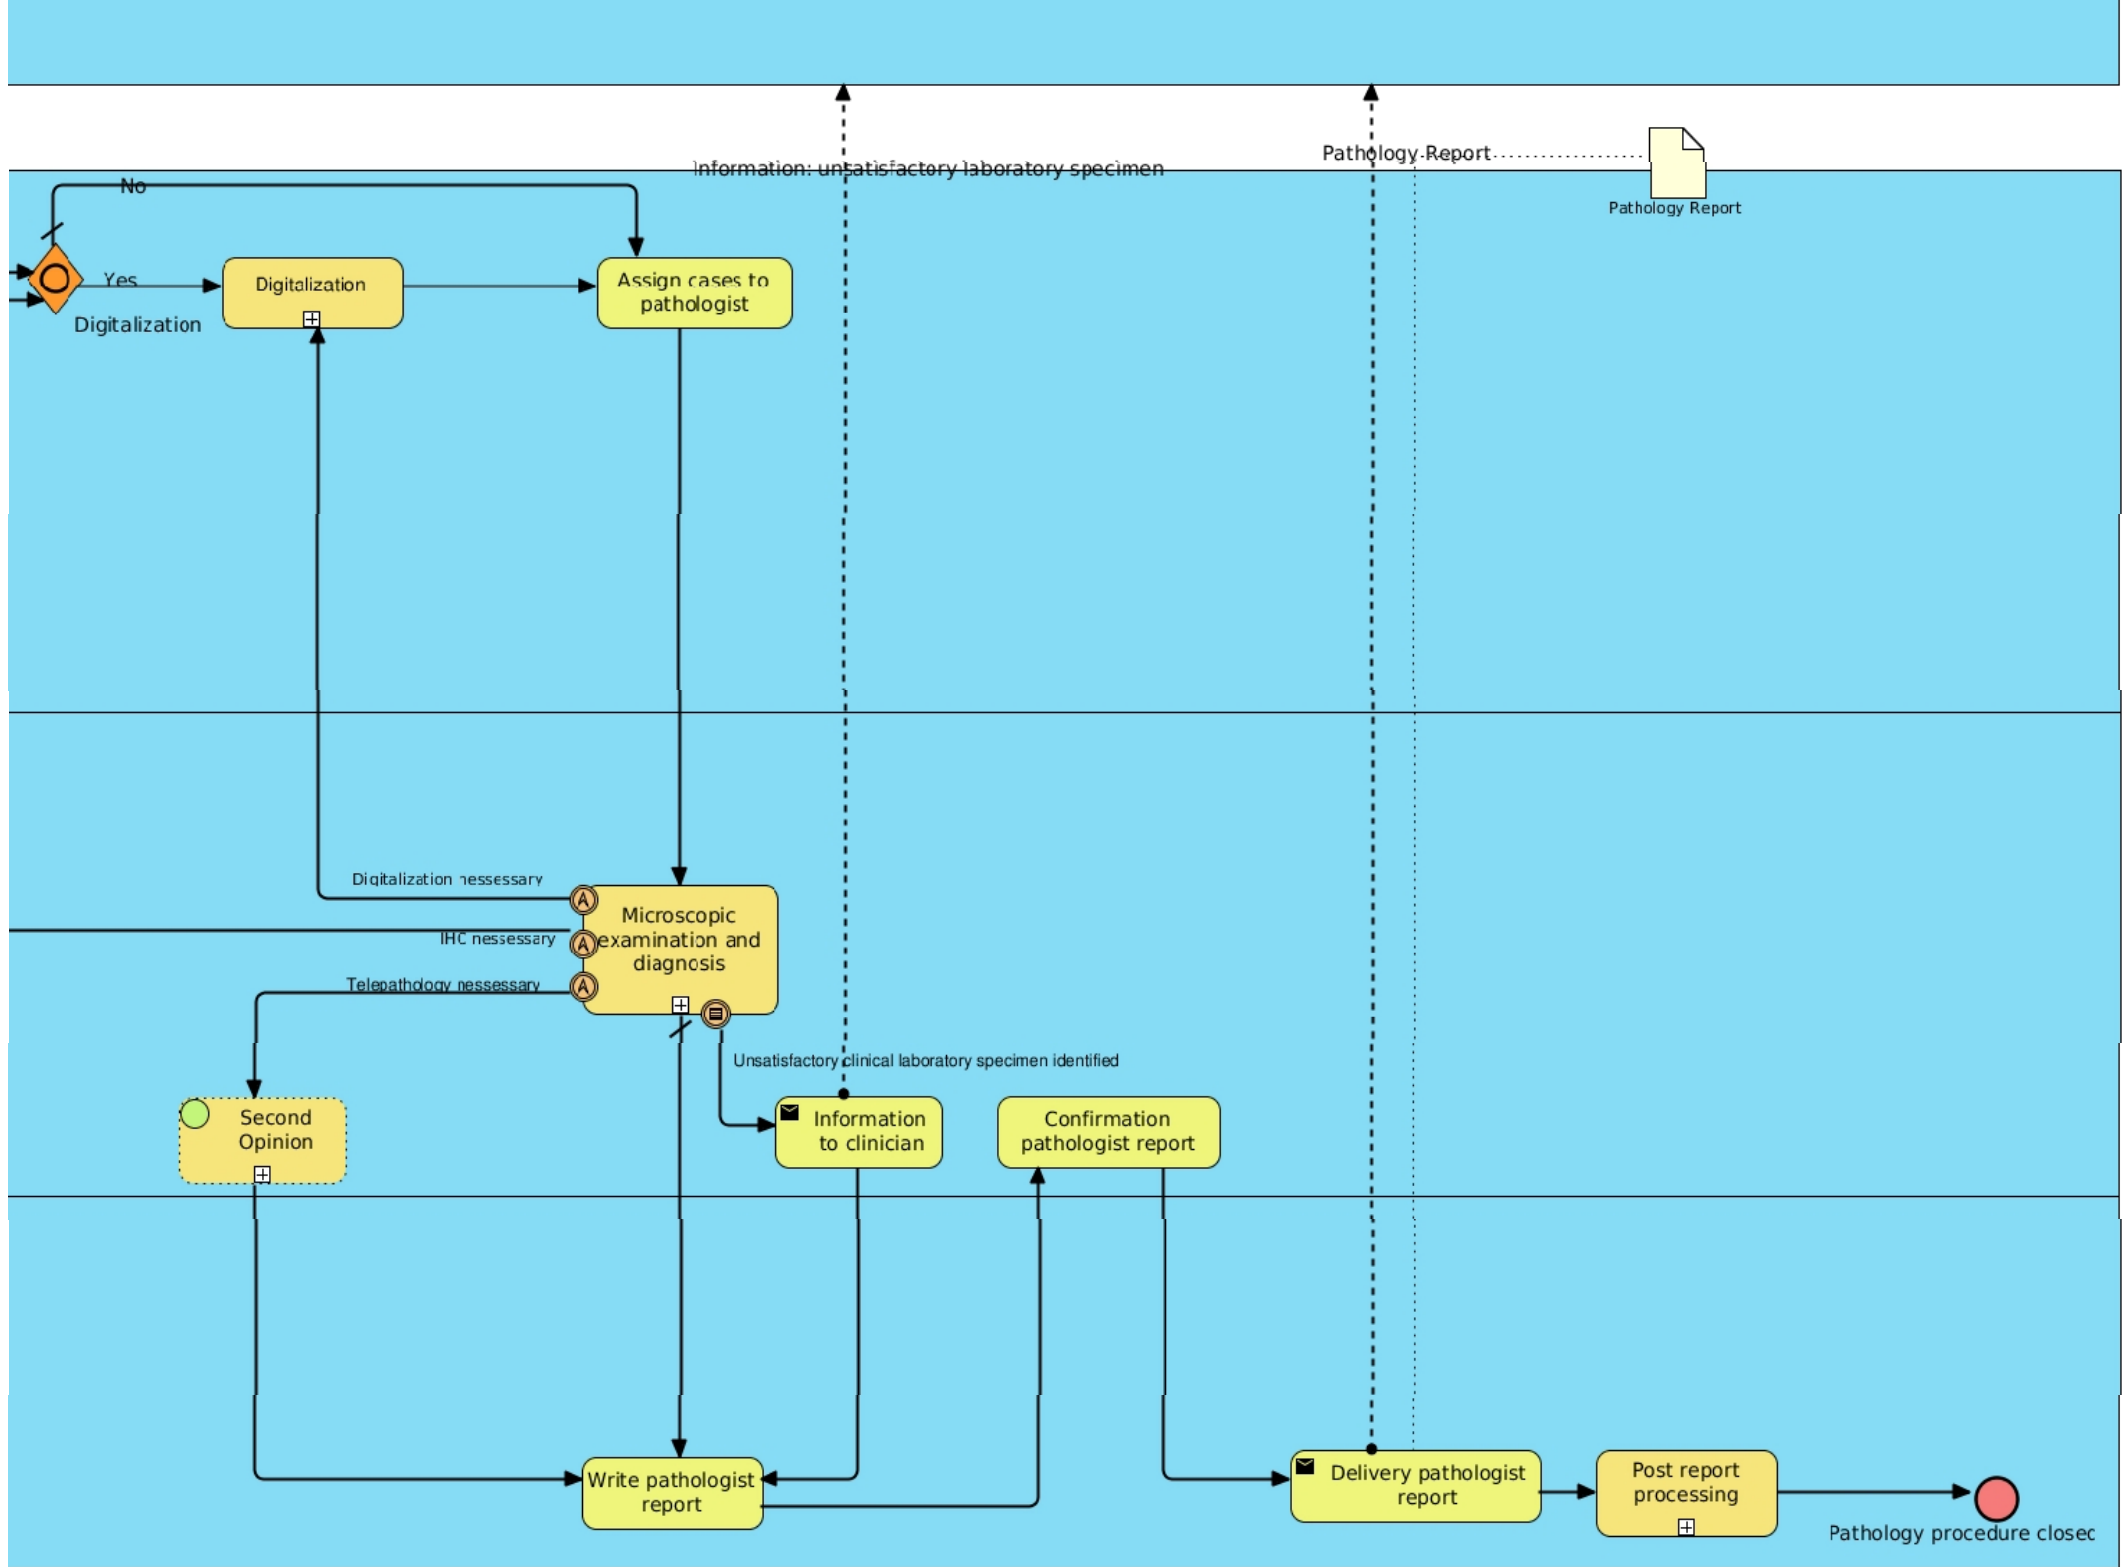 Pathology Report
Information: unsatisfactory laboratory specimen
No
Pathology Report
Yes
Digitalization
Assign cases to
pathologist
Digitalization
Digitalization nessessary
Microscopic
examination and
diagnosis
IHC nessessary
Telepathology nessessary
Unsatisfactory clinical laboratory specimen identified
Second
Opinion
Information
to clinician
Confirmation
pathologist report
Write pathologist
report
Delivery pathologist
report
Post report
processing
Pathology procedure closed